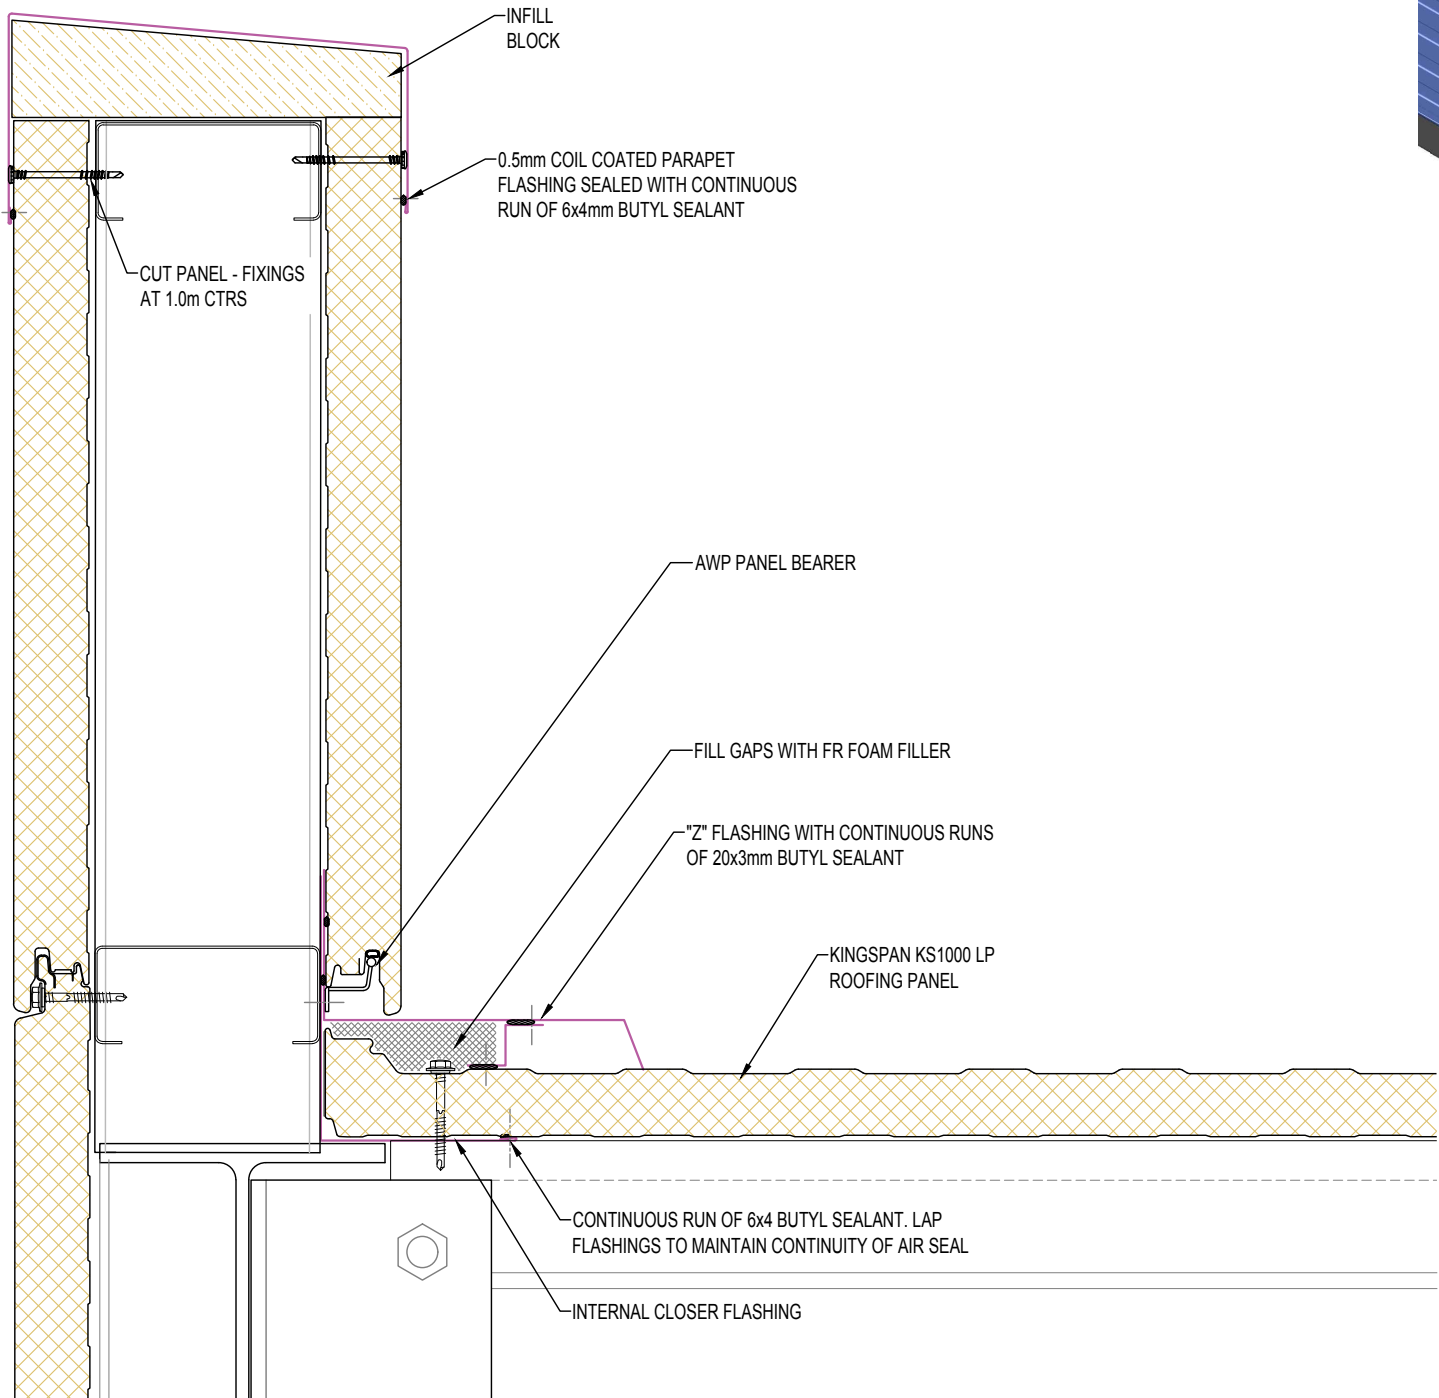 INFILL
BLOCK
0.5mm COIL COATED PARAPET
FLASHING SEALED WITH CONTINUOUS
RUN OF 6x4mm BUTYL SEALANT
CUT PANEL - FIXINGS
AT 1.0m CTRS
AWP PANEL BEARER
FILL GAPS WITH FR FOAM FILLER
"Z" FLASHING WITH CONTINUOUS RUNS
OF 20x3mm BUTYL SEALANT
KINGSPAN KS1000 LP
ROOFING PANEL
CONTINUOUS RUN OF 6x4 BUTYL SEALANT. LAP
FLASHINGS TO MAINTAIN CONTINUITY OF AIR SEAL
INTERNAL CLOSER FLASHING